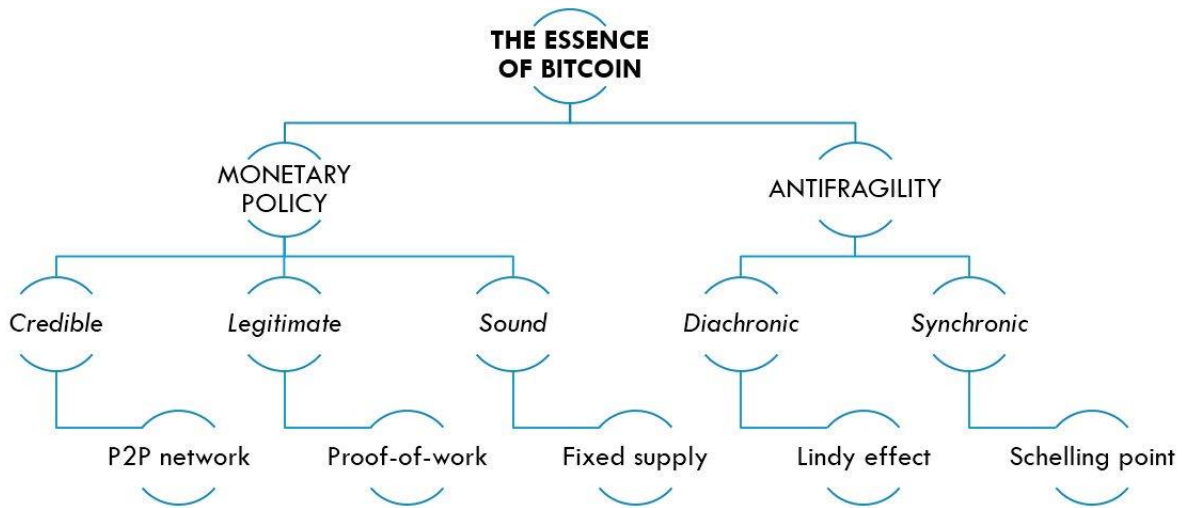 THE ESSENCE
OF BITCOIN
MONETARY
POLICY
ANTIFRAGILITY
Credible
Legitimate
Sound
Diachronic
Synchronic
P2P network
Proof-of-work
Fixed supply
Lindy effect
Schelling point